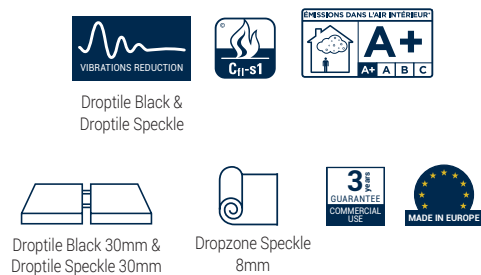 VIBRATIONS REDUCTION
Cfl-s1
ÉMISSIONS DANS L'AIR INTÉRIEUR*
A+
A+ A B C
Droptile Black &
Droptile Speckle
3 years
GUARANTEE
COMMERCIAL
USE
MADE IN EUROPE
Droptile Black 30mm &
Droptile Speckle 30mm
Dropzone Speckle
8mm